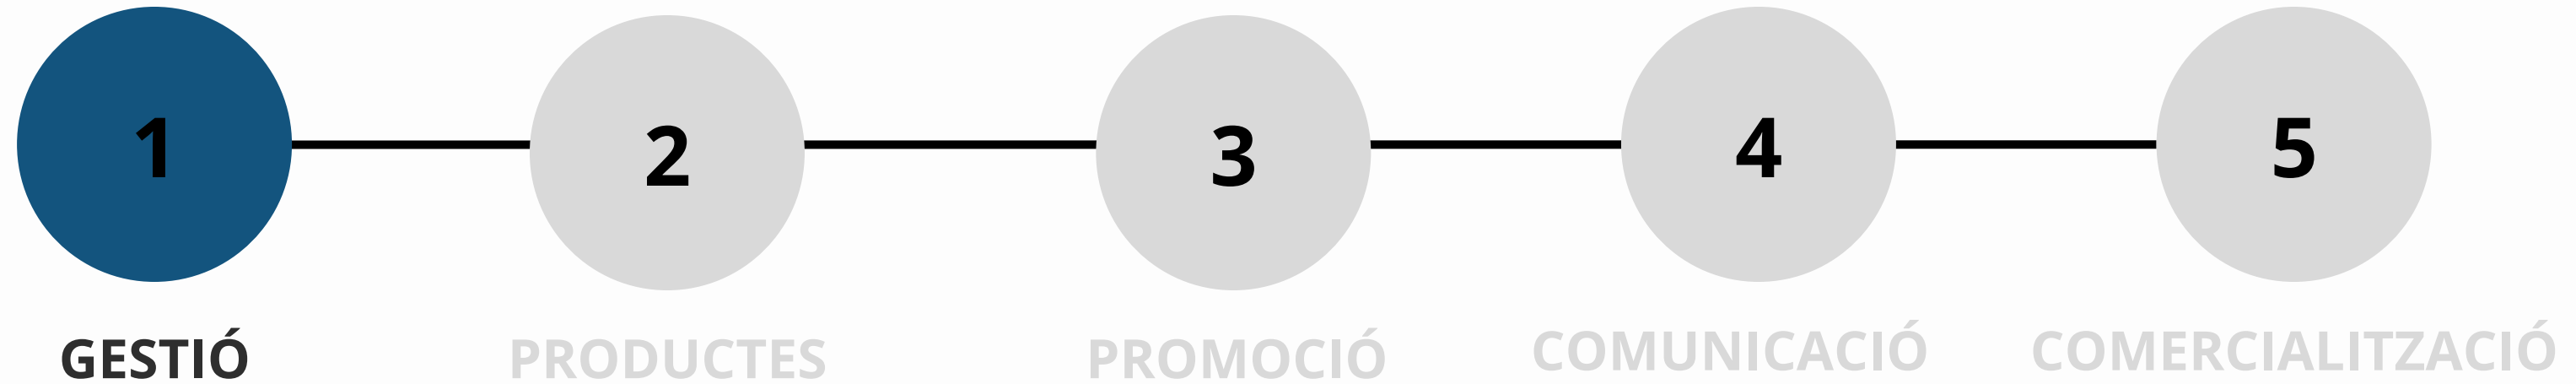 1 2 3 4 5
GESTIÓ PRODUCTES PROMOCIÓ COMUNICACIÓ COMERCIALITZACIÓ